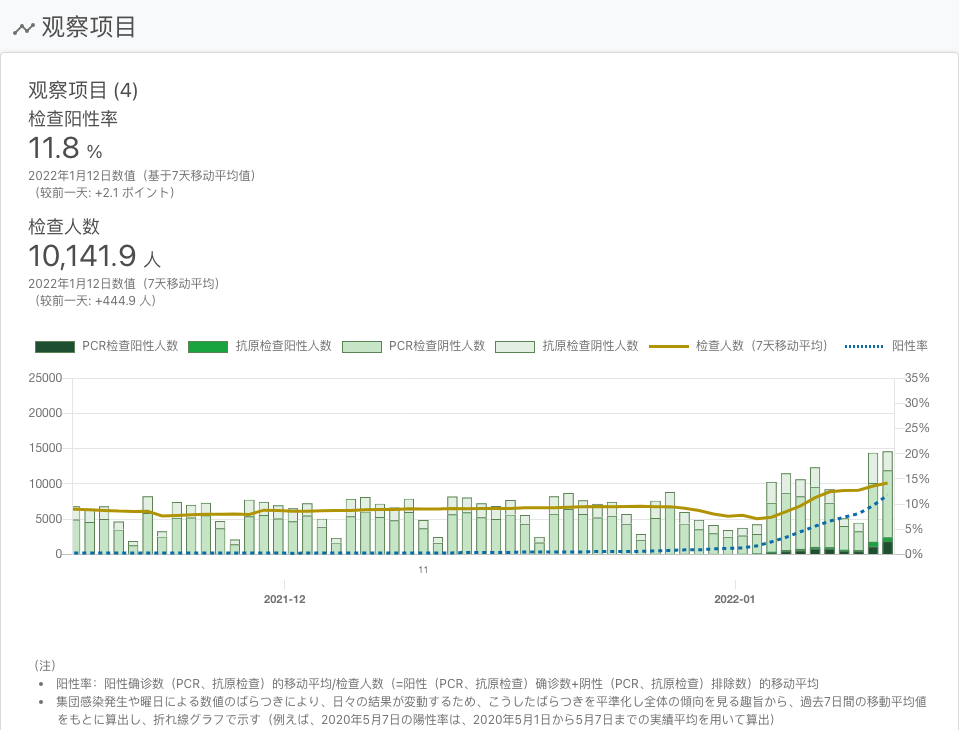 观察项目
观察项目 (4)
检查阳性率
11.8 %
2022年1月12日数值（基于7天移动平均值）
（较前一天: +2.1 ポイント）
检查人数
10,141.9 人
2022年1月12日数值（7天移动平均）
（较前一天: +444.9 人）
PCR检查阳性人数 抗原检查阳性人数 PCR检查阴性人数 抗原检查阴性人数 检查人数（7天移动平均） 阳性率
25000 35%
30%
20000
25%
15000 20%
15%
10000
10%
5000
5%
0 0%
11
2021-12 2022-01
（注）
• 阳性率：阳性确诊数（PCR、抗原检查）的移动平均/检查人数（=阳性（PCR、抗原检查）确诊数+阴性（PCR、抗原检查）排除数）的移动平均
• 集団感染発生や曜日による数値のばらつきにより、日々の結果が変動するため、こうしたばらつきを平準化し全体の傾向を見る趣旨から、過去7日間の移動平均値
をもとに算出し、折れ線グラフで示す（例えば、2020年5月7日の陽性率は、2020年5月1日から5月7日までの実績平均を用いて算出）